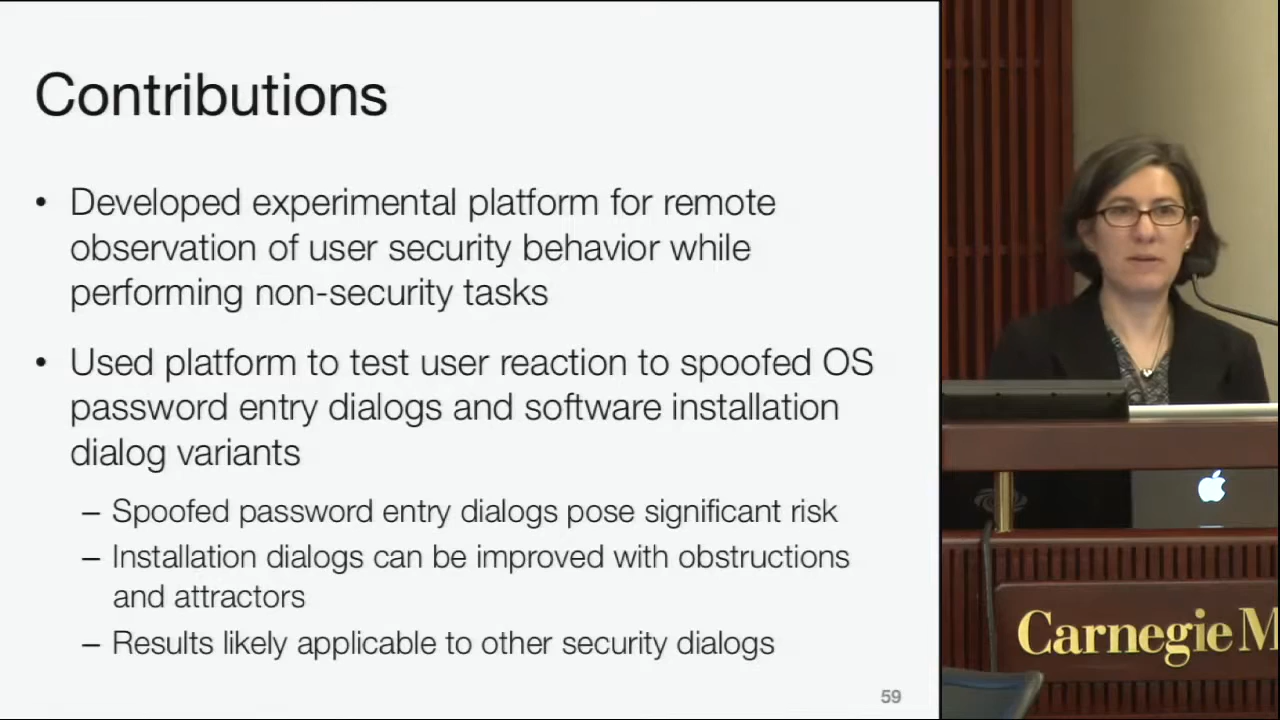 Contributions
• Developed experimental platform for remote
observation of user security behavior while
performing non-security tasks
• Used platform to test user reaction to spoofed OS
password entry dialogs and software installation
dialog variants
– Spoofed password entry dialogs pose significant risk
– Installation dialogs can be improved with obstructions
and attractors
– Results likely applicable to other security dialogs
59
Carnegie M